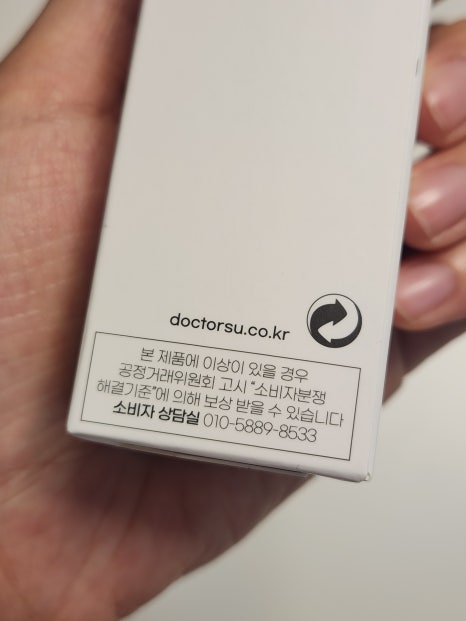 doctorsu.co.kr
본 제품에 이상이 있을 경우
공정거래위원회 고시 "소비자분쟁
해결기준"에 의해 보상 받을 수 있습니다
소비자 상담실 010-5889-8533